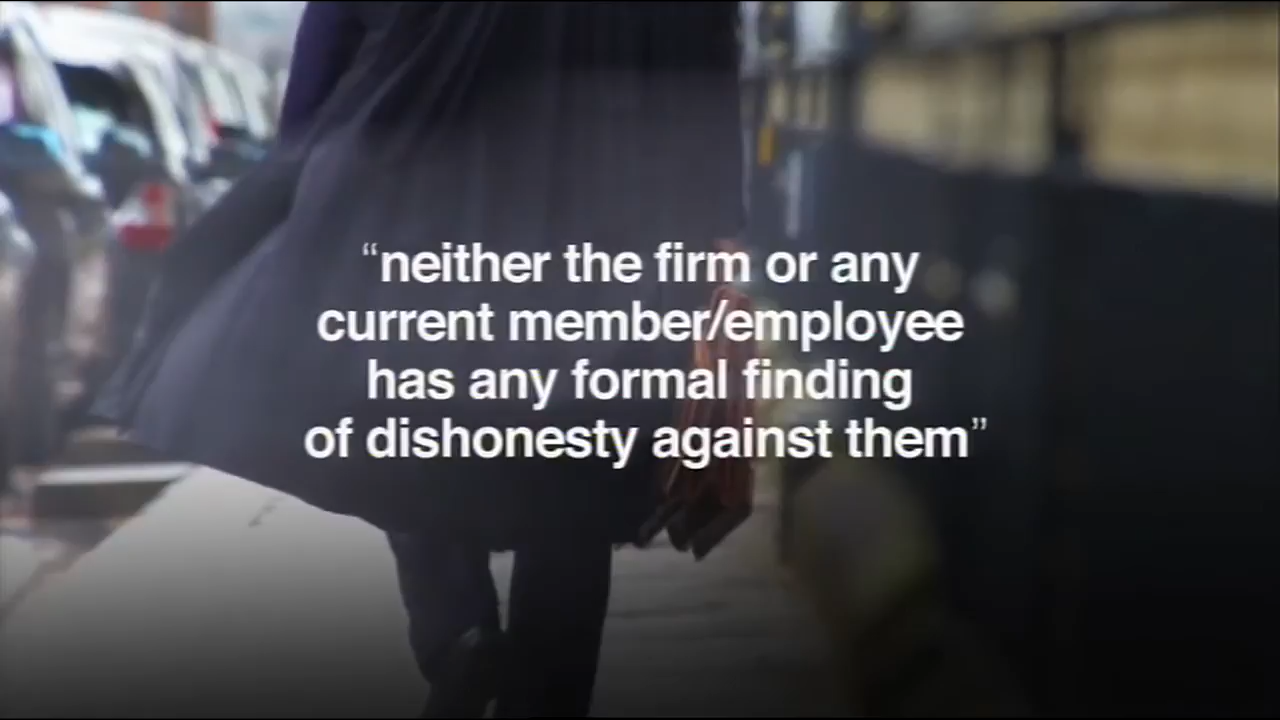 “neither the firm or any
current member/employee
has any formal finding
of dishonesty against them”